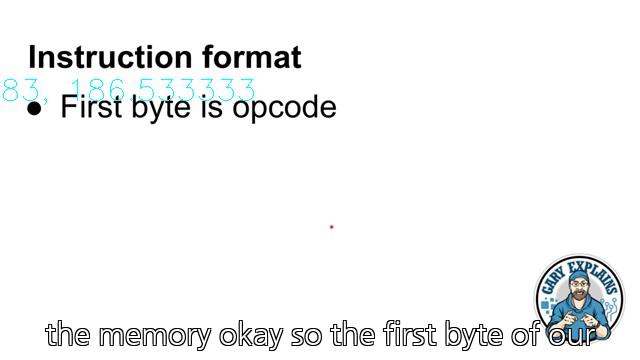 Instruction format
83, 186.533333
● First byte is opcode
GARY EXPLAINS
the memory okay so the first byte of our